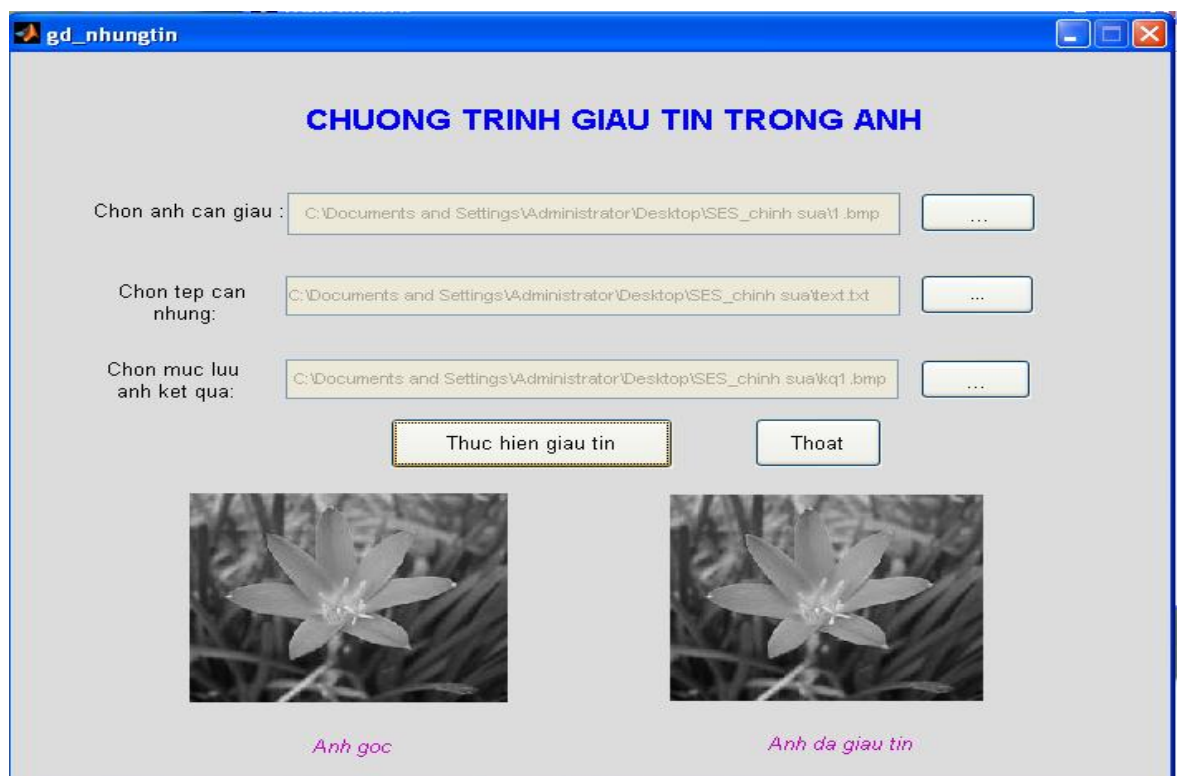 gd_nhungtin
CHUONG TRINH GIAU TIN TRONG ANH
Chon anh can giau :
C:\Documents and Settings\Administrator\Desktop\SES_chinh sua\1.bmp
...
Chon tep can
nhung:
C:\Documents and Settings\Administrator\Desktop\SES_chinh sua\text.txt
...
Chon muc luu
anh ket qua:
C:\Documents and Settings\Administrator\Desktop\SES_chinh sua\kq1.bmp
...
Thuc hien giau tin
Thoat
Anh goc
Anh da giau tin